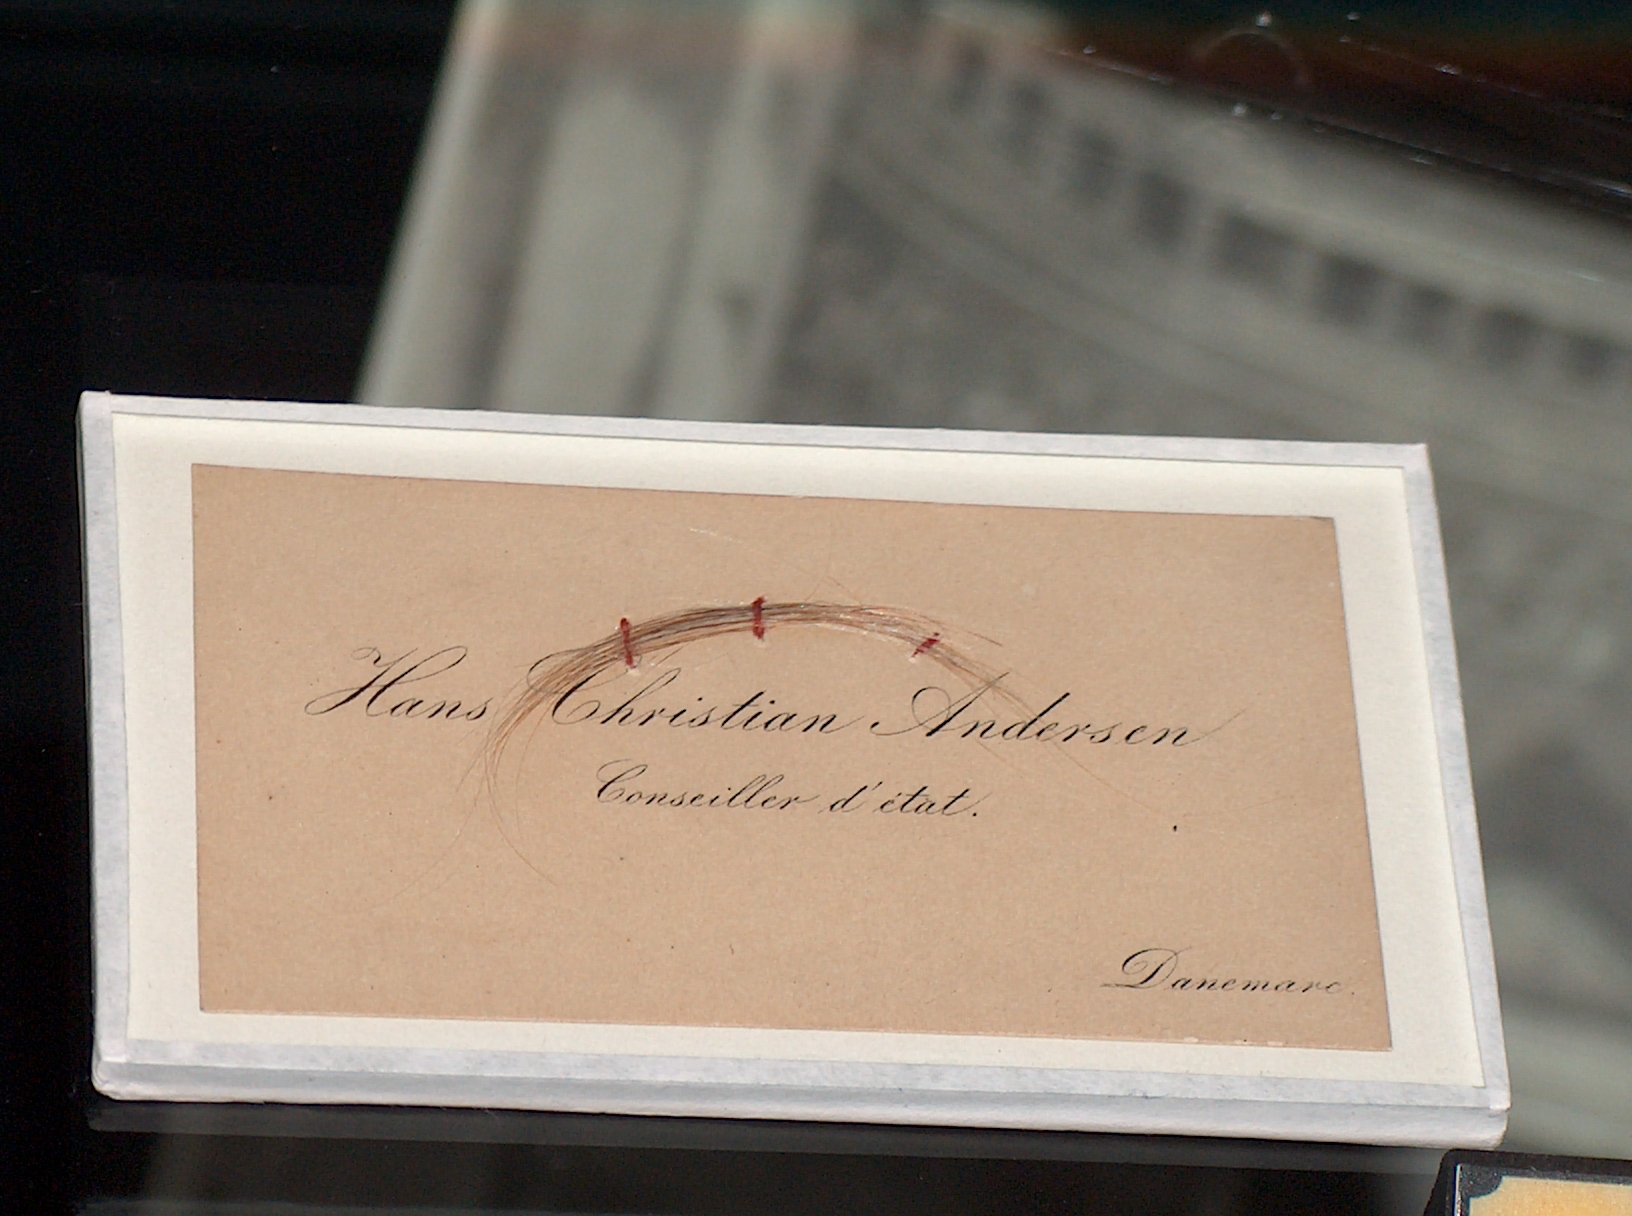 Hans Christian Andersen
Conseiller d'état.
Danemarc.